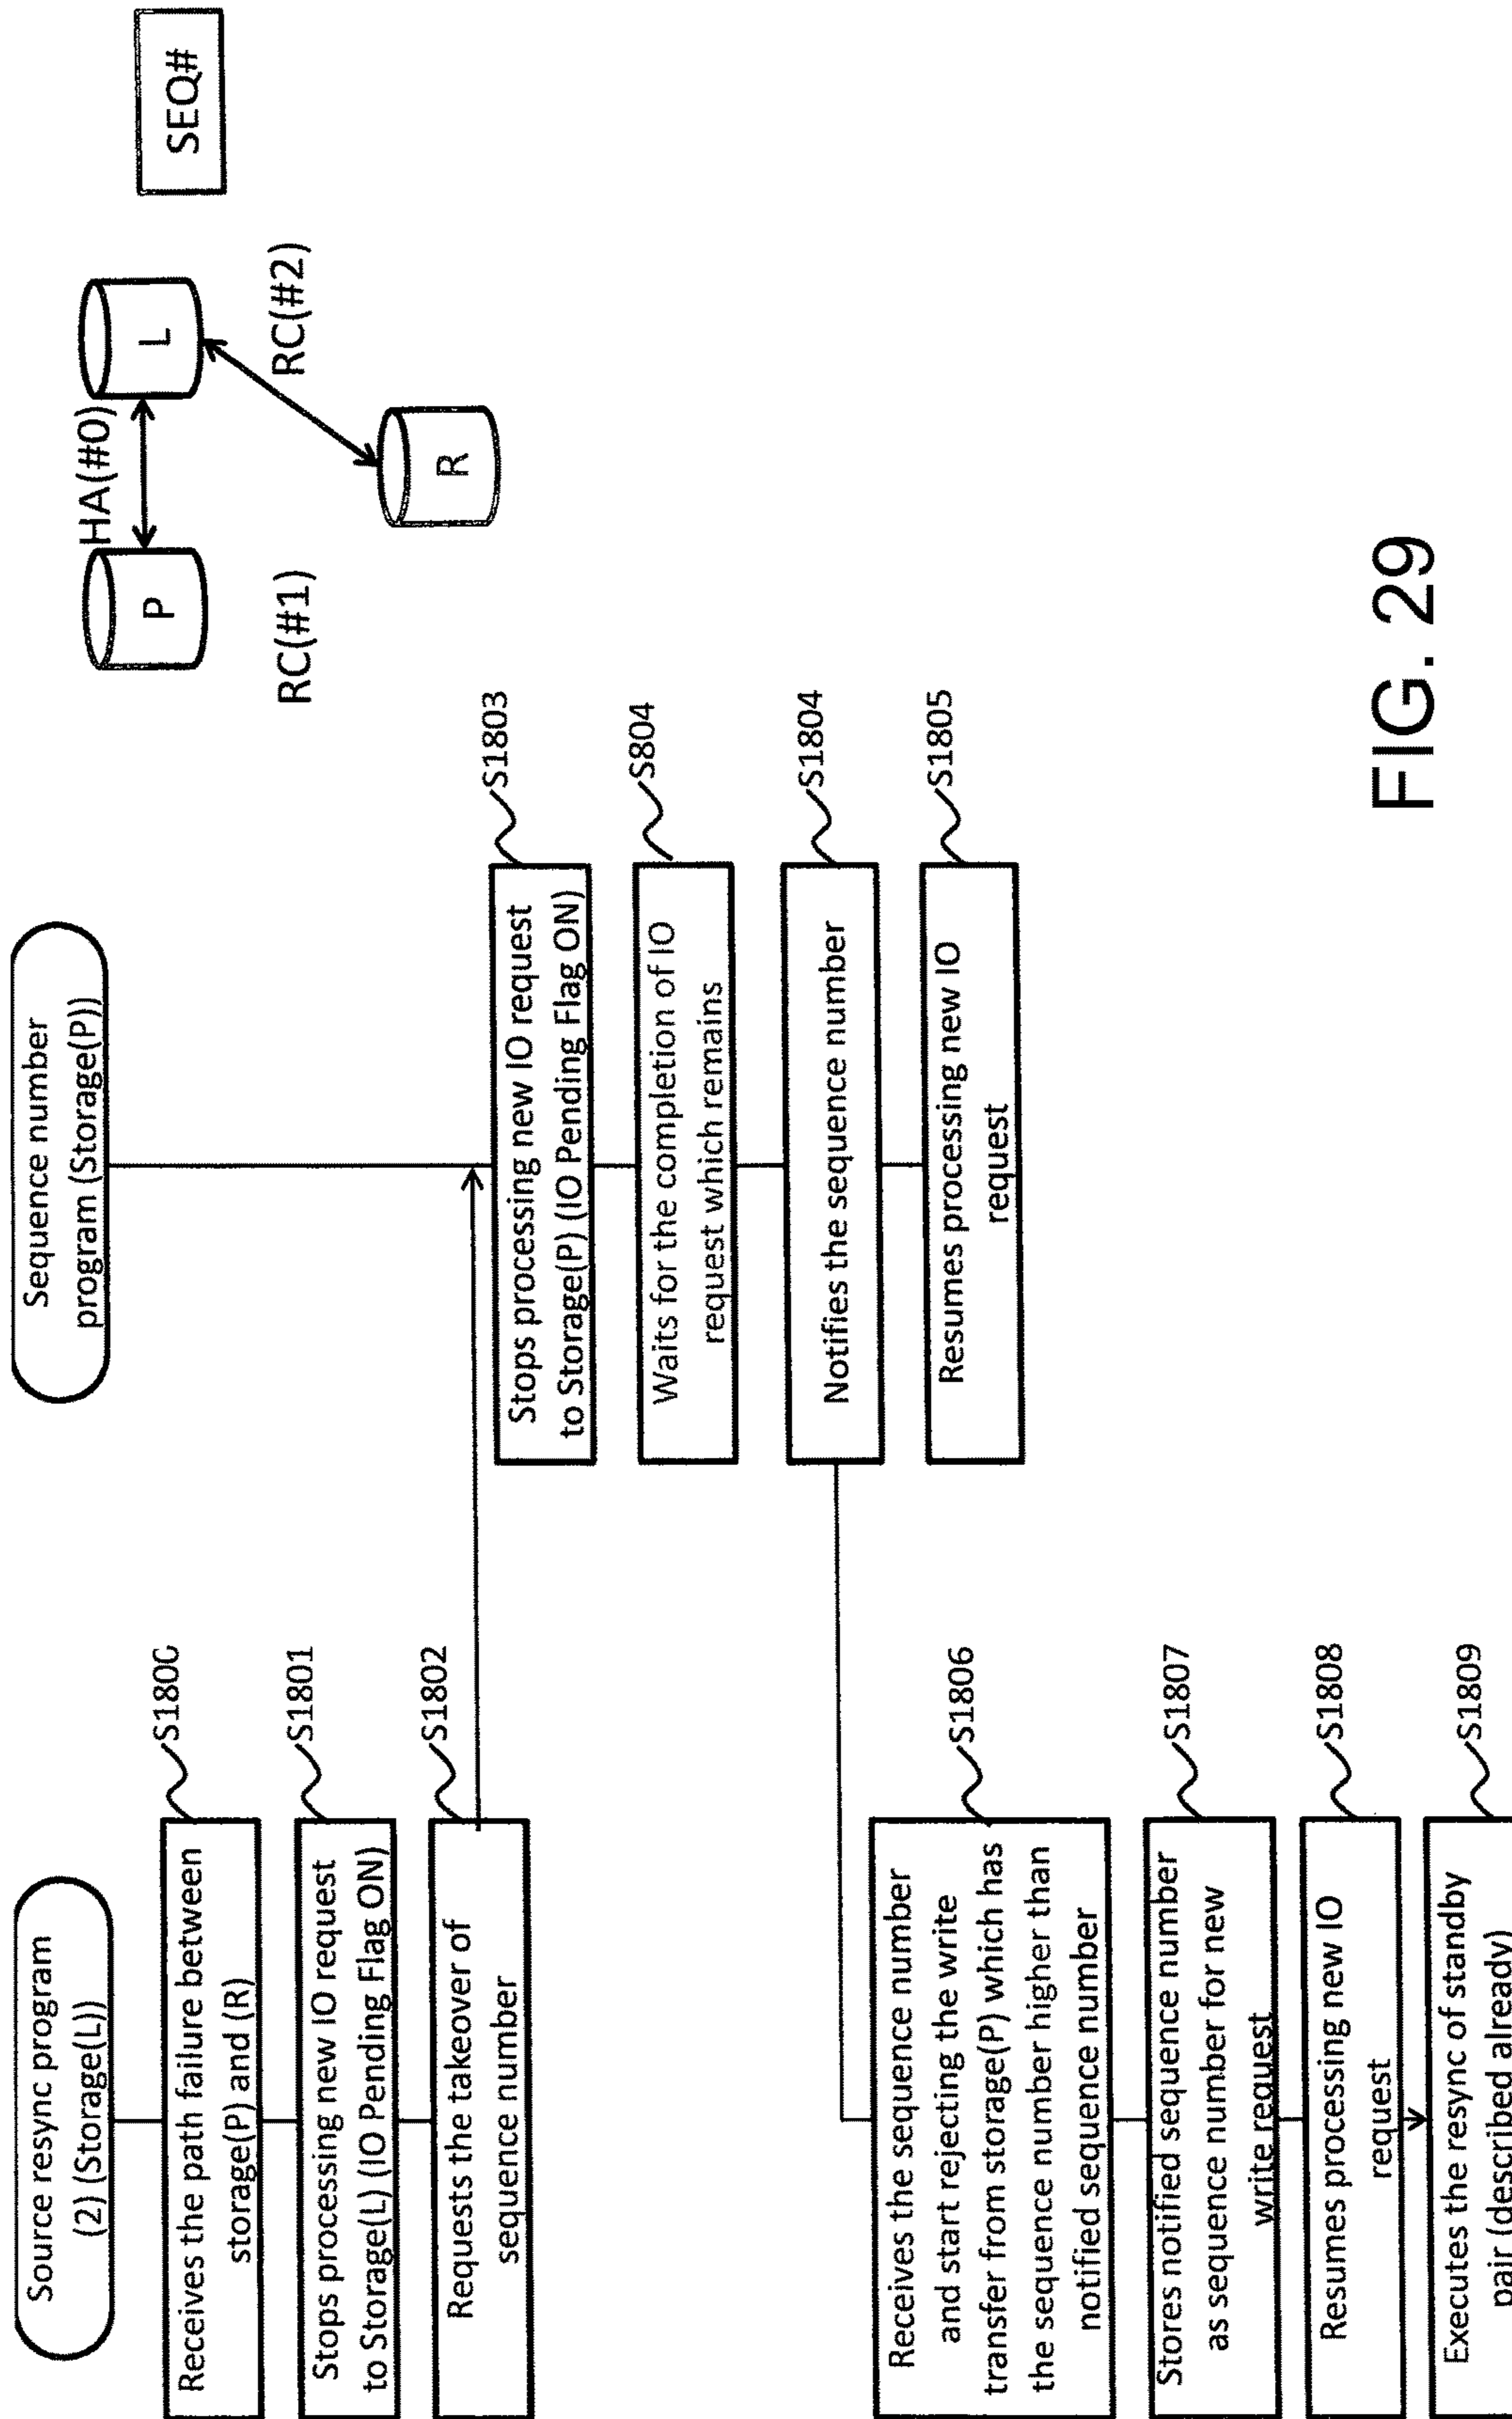 Source resync program
(2) (Storage(L))
Receives the path failure between
storage(P) and (R)
S1800
Stops processing new IO request
to Storage(L) (IO Pending Flag ON)
S1801
Requests the takeover of
sequence number
S1802
Receives the sequence number
and start rejecting the write
transfer from storage(P) which has
the sequence number higher than
notified sequence number
S1806
Stores notified sequence number
as sequence number for new
write request
S1807
Resumes processing new IO
request
S1808
Executes the resync of standby
pair (described already)
S1809
Sequence number
program (Storage(P))
Stops processing new IO request
to Storage(P) (IO Pending Flag ON)
S1803
Waits for the completion of IO
request which remains
S804
Notifies the sequence number
S1804
Resumes processing new IO
request
S1805
P
HA(#0)
L
RC(#1)
RC(#2)
R
SEQ#
FIG. 29